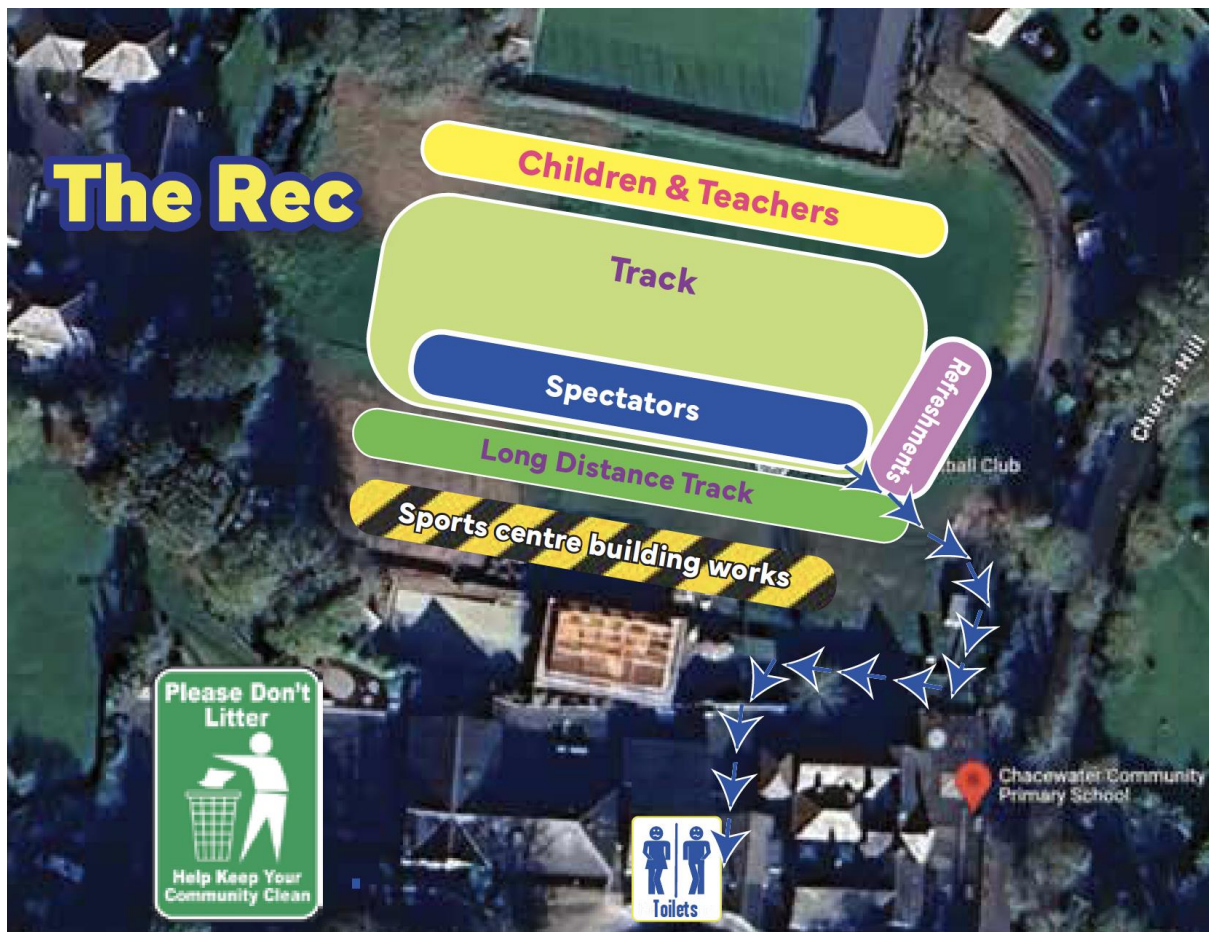 The Rec
Children & Teachers
Track
Spectators
Refreshments
Long Distance Track
Sports centre building works
Church Hill
Club
Please Don't
Litter
Help Keep Your
Community Clean
Chacewater Community
Primary School
Toilets